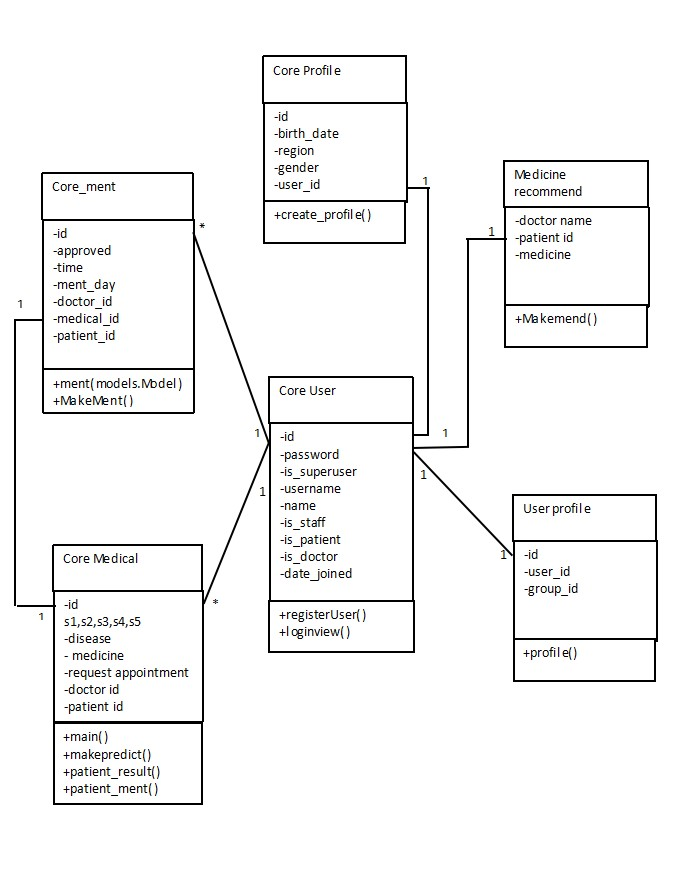 Core Profile
-id
-birth_date
-region
-gender
-user_id
+create_profile()
1
Medicine
recommend
-doctor name
-patient id
-medicine
+Makemend()
1
Core_ment
-id
-approved
-time
-ment_day
-doctor_id
-medical_id
-patient_id
+ment(models.Model)
+MakeMent()
*
1
Core User
-id
-password
-is_superuser
-username
-name
-is_staff
-is_patient
-is_doctor
-date_joined
+registerUser()
+loginview()
1
1
1
1
User profile
-id
-user_id
-group_id
+profile()
1
Core Medical
-id
s1,s2,s3,s4,s5
-disease
- medicine
-request appointment
-doctor id
-patient id
+main()
+makepredict()
+patient_result()
+patient_ment()
*
1